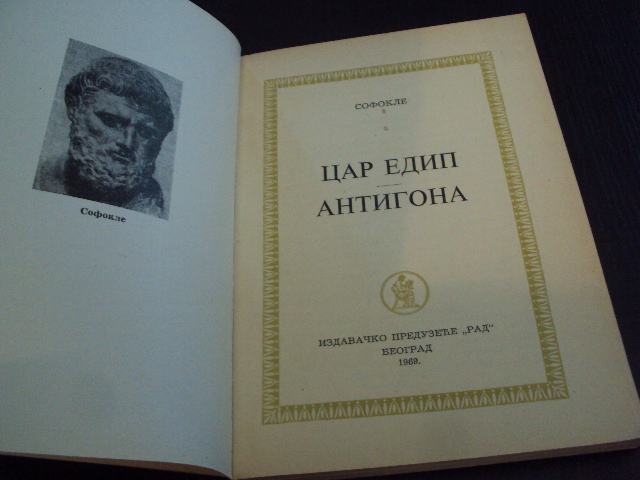 Софокле
СОФОКЛЕ
ЦАР ЕДИП
АНТИГОНА
ИЗДАВАЧКО ПРЕДУЗЕЋЕ „РАД“
БЕОГРАД
1969.